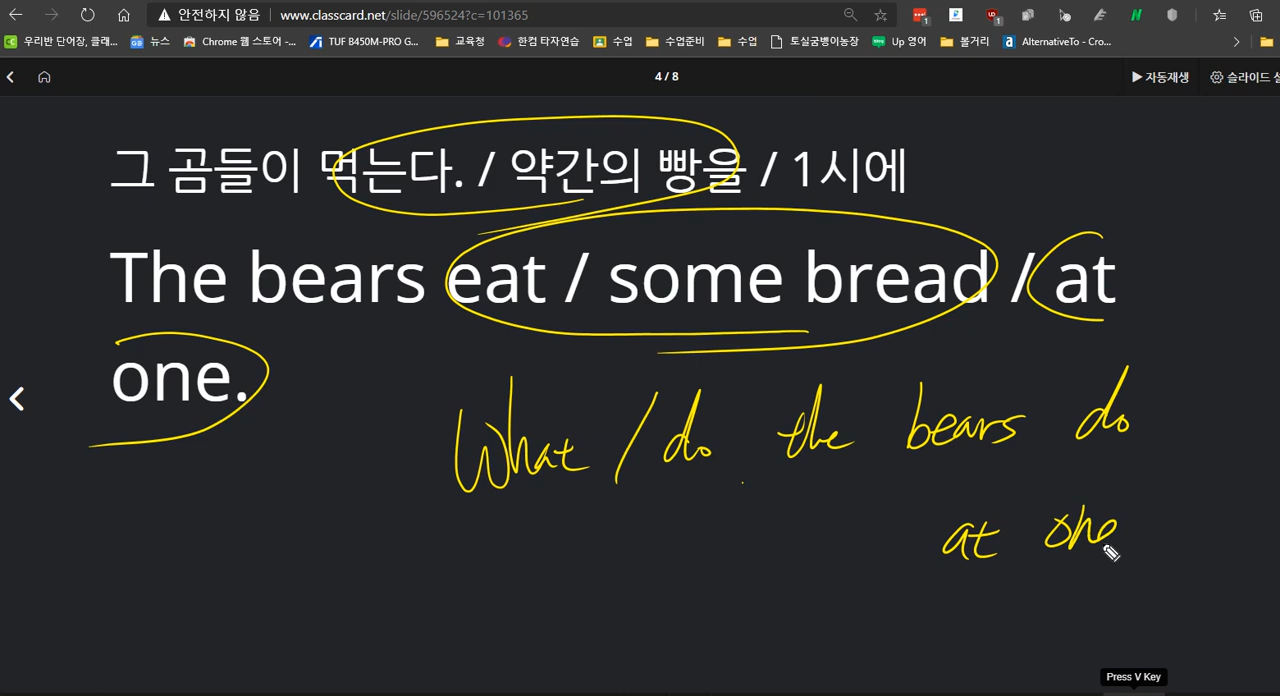 안전하지 않음 www.classcard.net/slide/596524?c=101365
우리반 단어장, 클래... 뉴스 Chrome 웹 스토어 -... TUF B450M-PRO G... 교육청 한컴 타자연습 수업 수업준비 수업 토실굼벵이농장 Up 영어 볼거리 AlternativeTo - Cro...
4 / 8 자동재생 슬라이드 설
그 곰들이 먹는다. / 약간의 빵을 / 1시에
The bears eat / some bread / at
one.
What / do the bears do
at one
Press V Key